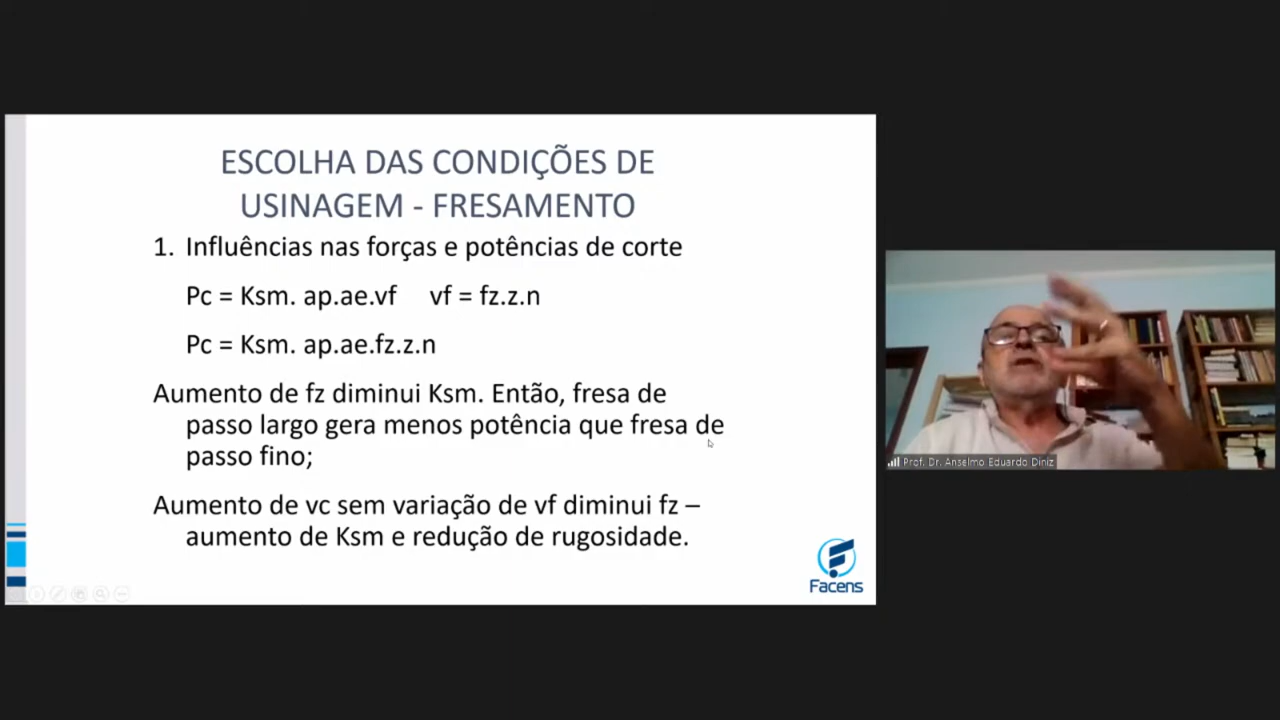 ESCOLHA DAS CONDIÇÕES DE
USINAGEM - FRESAMENTO
1. Influências nas forças e potências de corte
Pc = Ksm. ap.ae.vf vf = fz.z.n
Pc = Ksm. ap.ae.fz.z.n
Aumento de fz diminui Ksm. Então, fresa de
passo largo gera menos potência que fresa de
passo fino;
Aumento de vc sem variação de vf diminui fz –
aumento de Ksm e redução de rugosidade.
Facens
Prof. Dr. Anselmo Eduardo Diniz